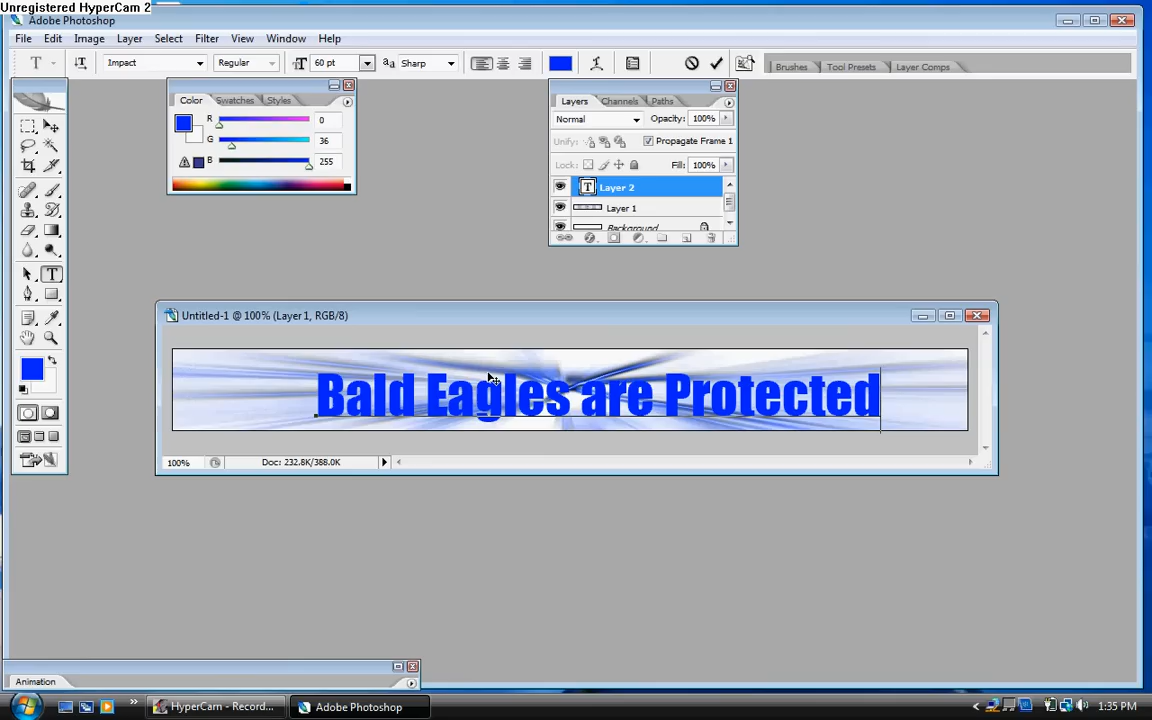 Unregistered HyperCam 2
Adobe Photoshop
File Edit Image Layer Select Filter View Window Help
T Impact Regular T 60 pt aa Sharp Brushes Tool Presets Layer Comps
Color Swatches Styles
R 0
G 36
B 255
Layers Channels Paths
Normal Opacity: 100%
Unify: Propagate Frame 1
Lock: Fill: 100%
T Layer 2
Layer 1
Background
T
Untitled-1 @ 100% (Layer 1, RGB/8)
Bald Eagles are Protected
100% Doc: 232.8K/388.0K
Animation
HyperCam - Record... Adobe Photoshop 1:35 PM